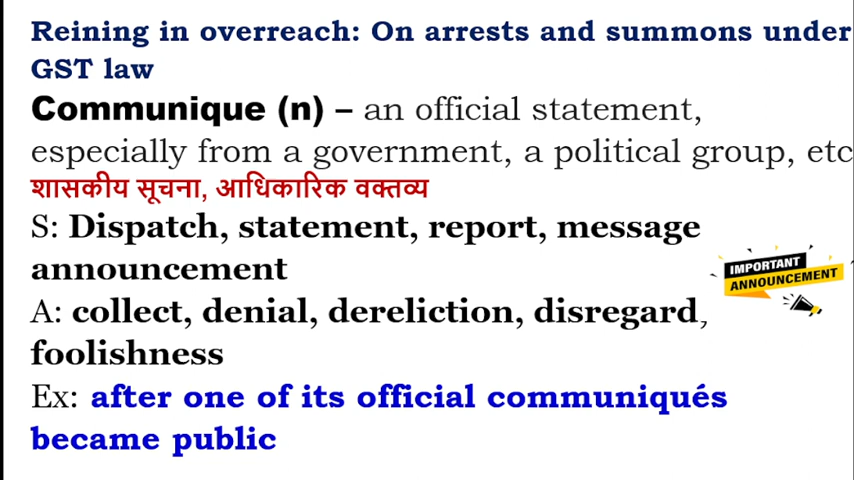 Reining in overreach: On arrests and summons under
GST law
Communique (n) – an official statement,
especially from a government, a political group, etc
शासकीय सूचना, आधिकारिक वक्तव्य
S: Dispatch, statement, report, message
announcement
IMPORTANT
ANNOUNCEMENT
A: collect, denial, dereliction, disregard,
foolishness
Ex: after one of its official communiqués
became public